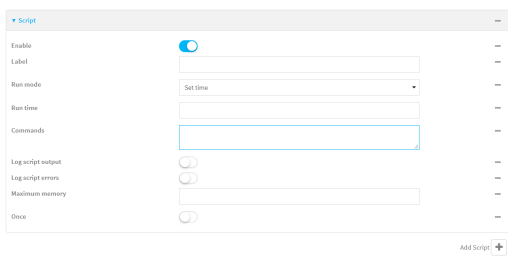 ▾ Script
Enable
Label
Run mode
Set time
Run time
Commands
Log script output
Log script errors
Maximum memory
Once
Add Script